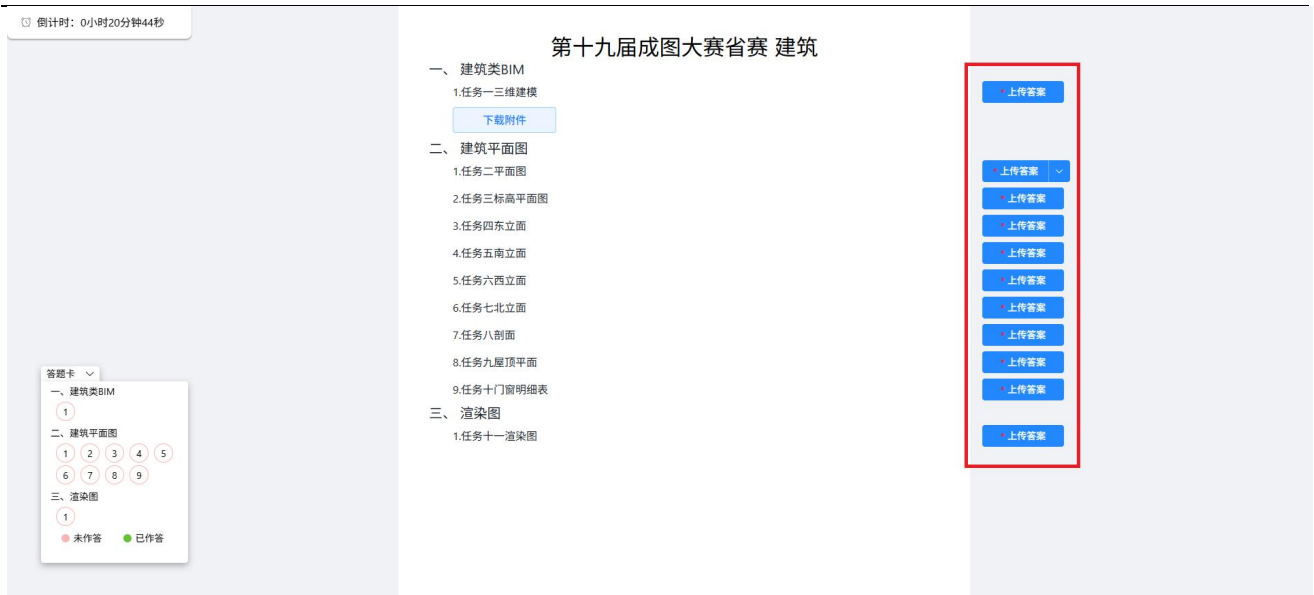 倒计时：0小时20分钟44秒
第十九届成图大赛省赛 建筑
一、 建筑类BIM
1.任务一三维建模
* 上传答案
下载附件
二、 建筑平面图
1.任务二平面图
* 上传答案
2.任务三标高平面图
* 上传答案
3.任务四东立面
* 上传答案
4.任务五南立面
* 上传答案
5.任务六西立面
* 上传答案
6.任务七北立面
* 上传答案
7.任务八剖面
* 上传答案
8.任务九屋顶平面
* 上传答案
9.任务十门窗明细表
* 上传答案
三、 渲染图
1.任务十一渲染图
* 上传答案
答题卡
一、建筑类BIM
1
二、建筑平面图
1 2 3 4 5
6 7 8 9
三、渲染图
1
未作答 已作答